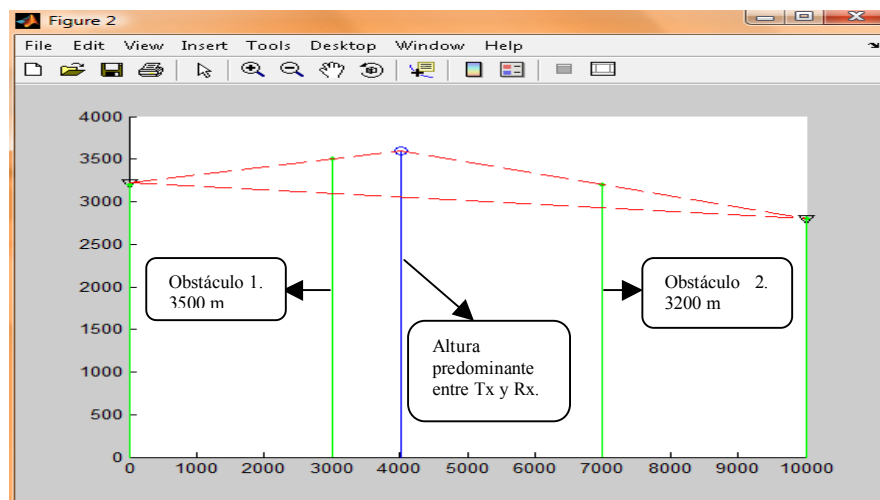 Figure 2
File Edit View Insert Tools Desktop Window Help
4000
3500
3000
2500
2000
1500
1000
500
0
Obstáculo 1.
3500 m
Obstáculo 2.
3200 m
Altura
predominante
entre Tx y Rx.
0 1000 2000 3000 4000 5000 6000 7000 8000 9000 10000